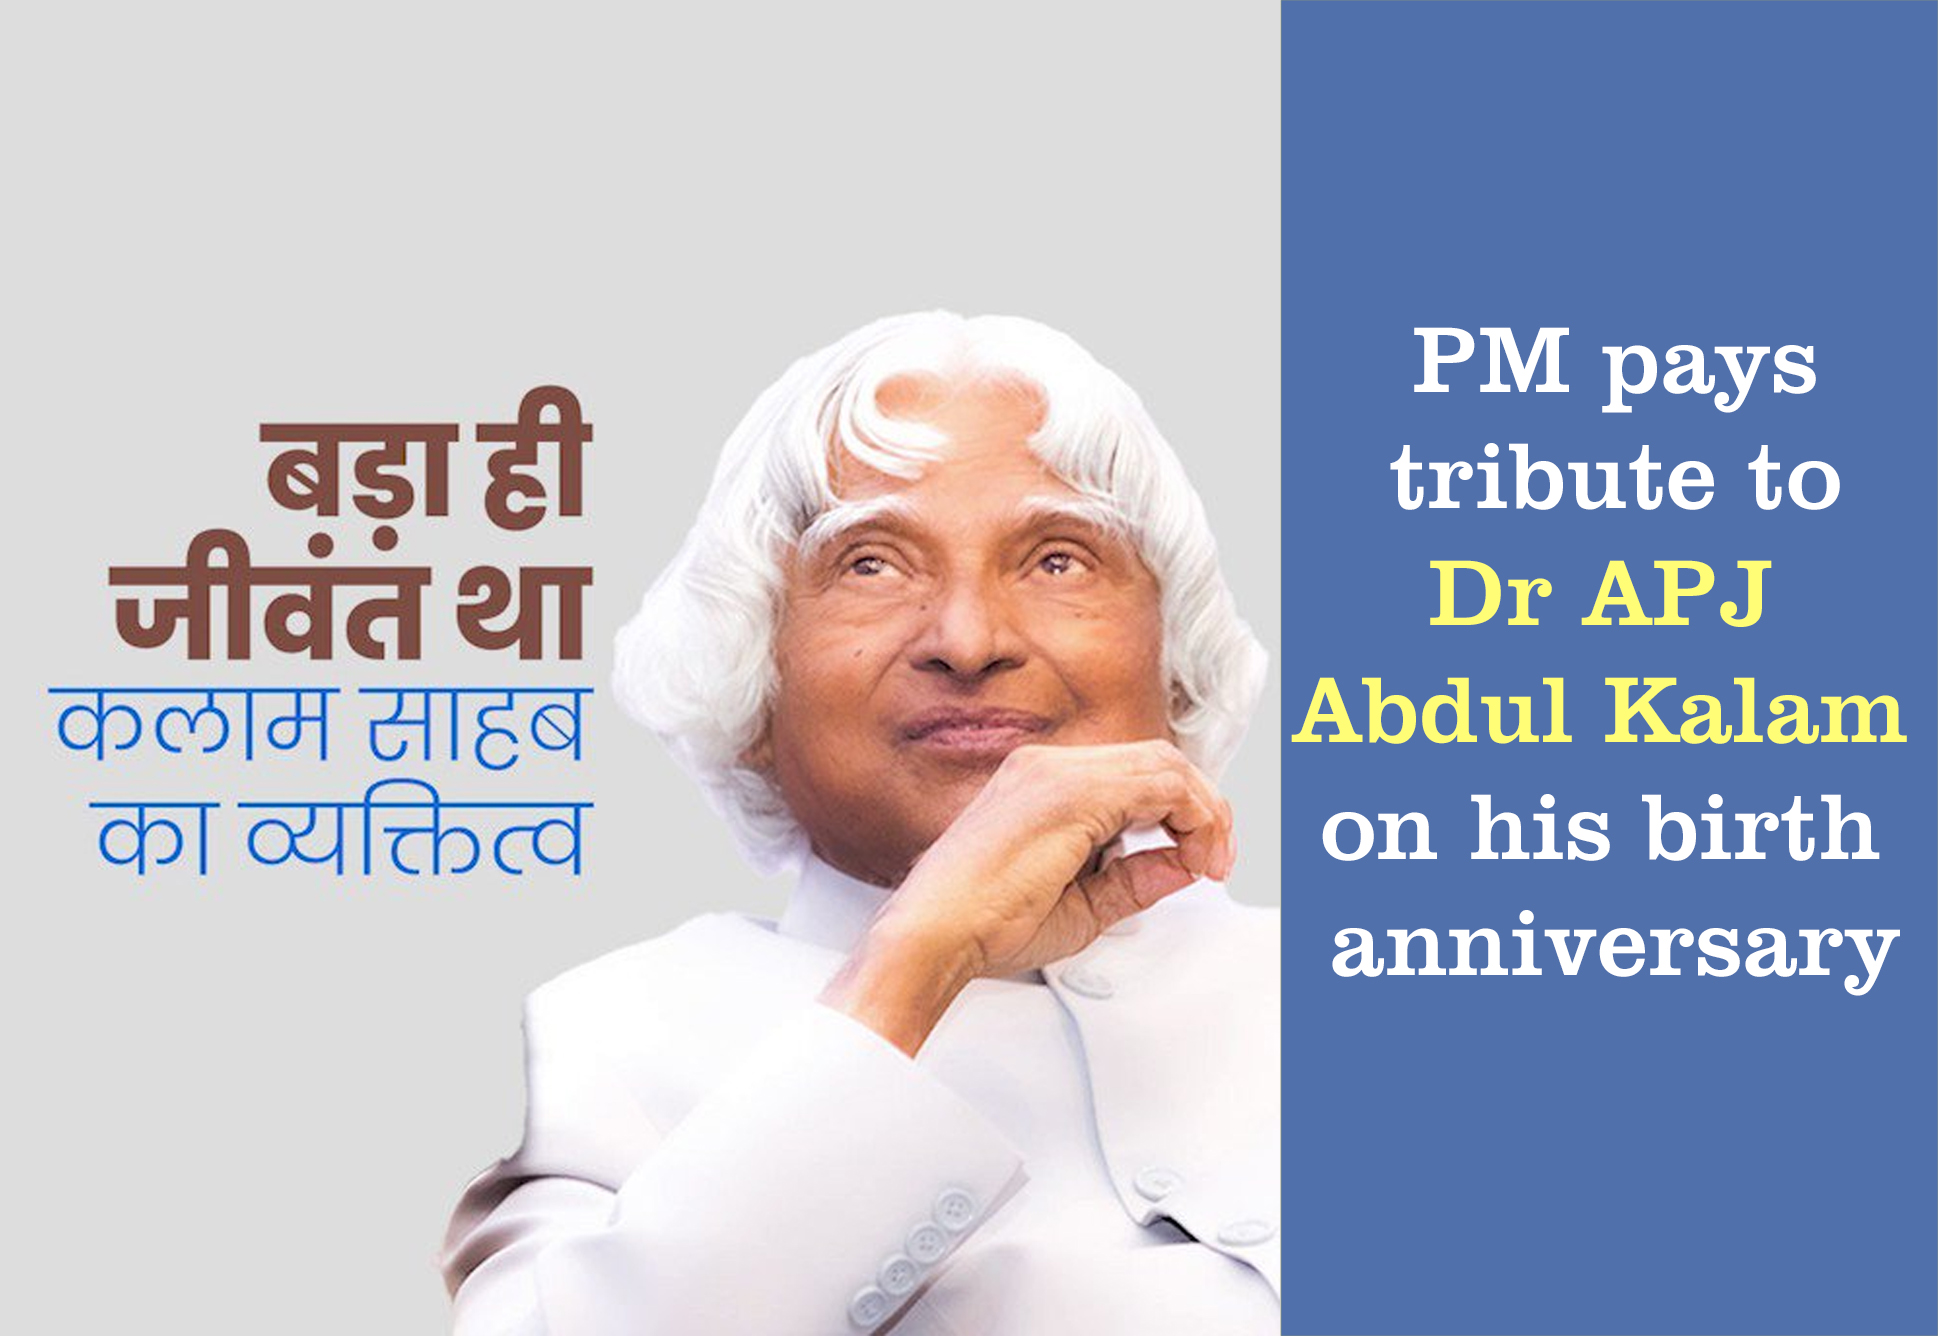 बड़ा ही
जीवंत था
कलाम साहब
का व्यक्तित्व
PM pays
tribute to
Dr APJ
Abdul Kalam
on his birth
anniversary